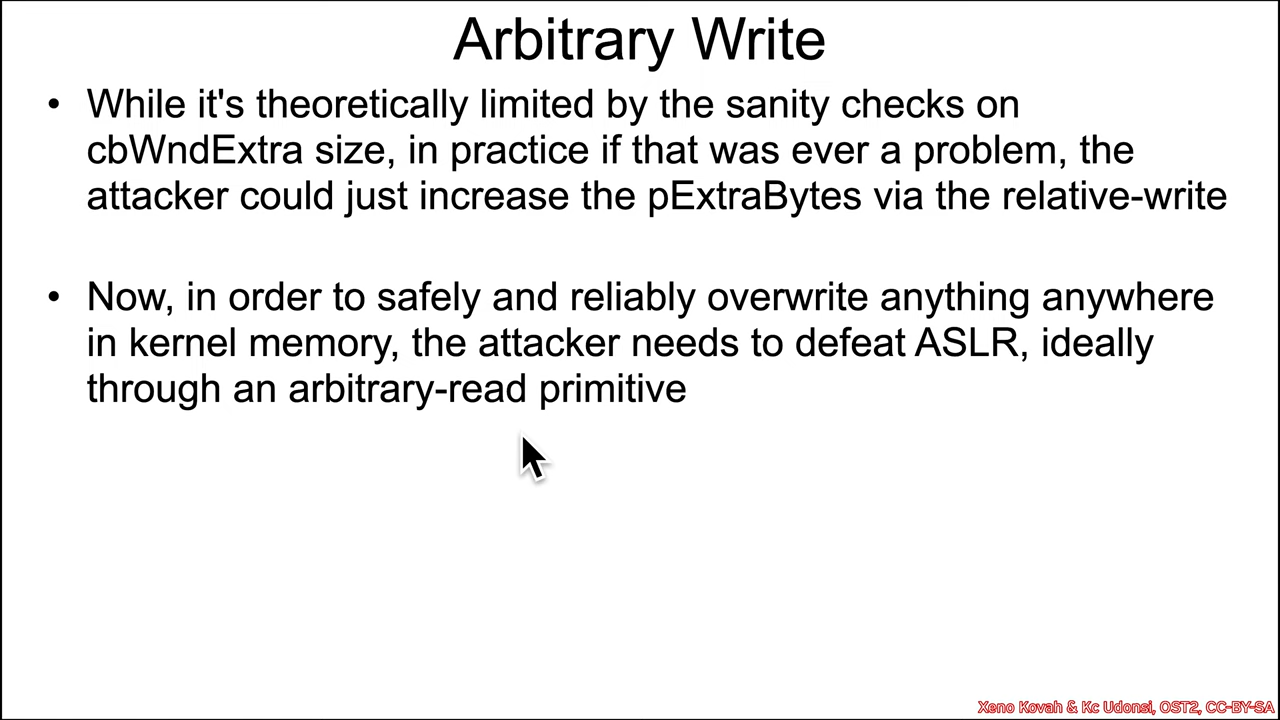 Arbitrary Write
• While it's theoretically limited by the sanity checks on
cbWndExtra size, in practice if that was ever a problem, the
attacker could just increase the pExtraBytes via the relative-write
• Now, in order to safely and reliably overwrite anything anywhere
in kernel memory, the attacker needs to defeat ASLR, ideally
through an arbitrary-read primitive
Xeno Kovah & Kc Udonsi, OST2, CC-BY-SA